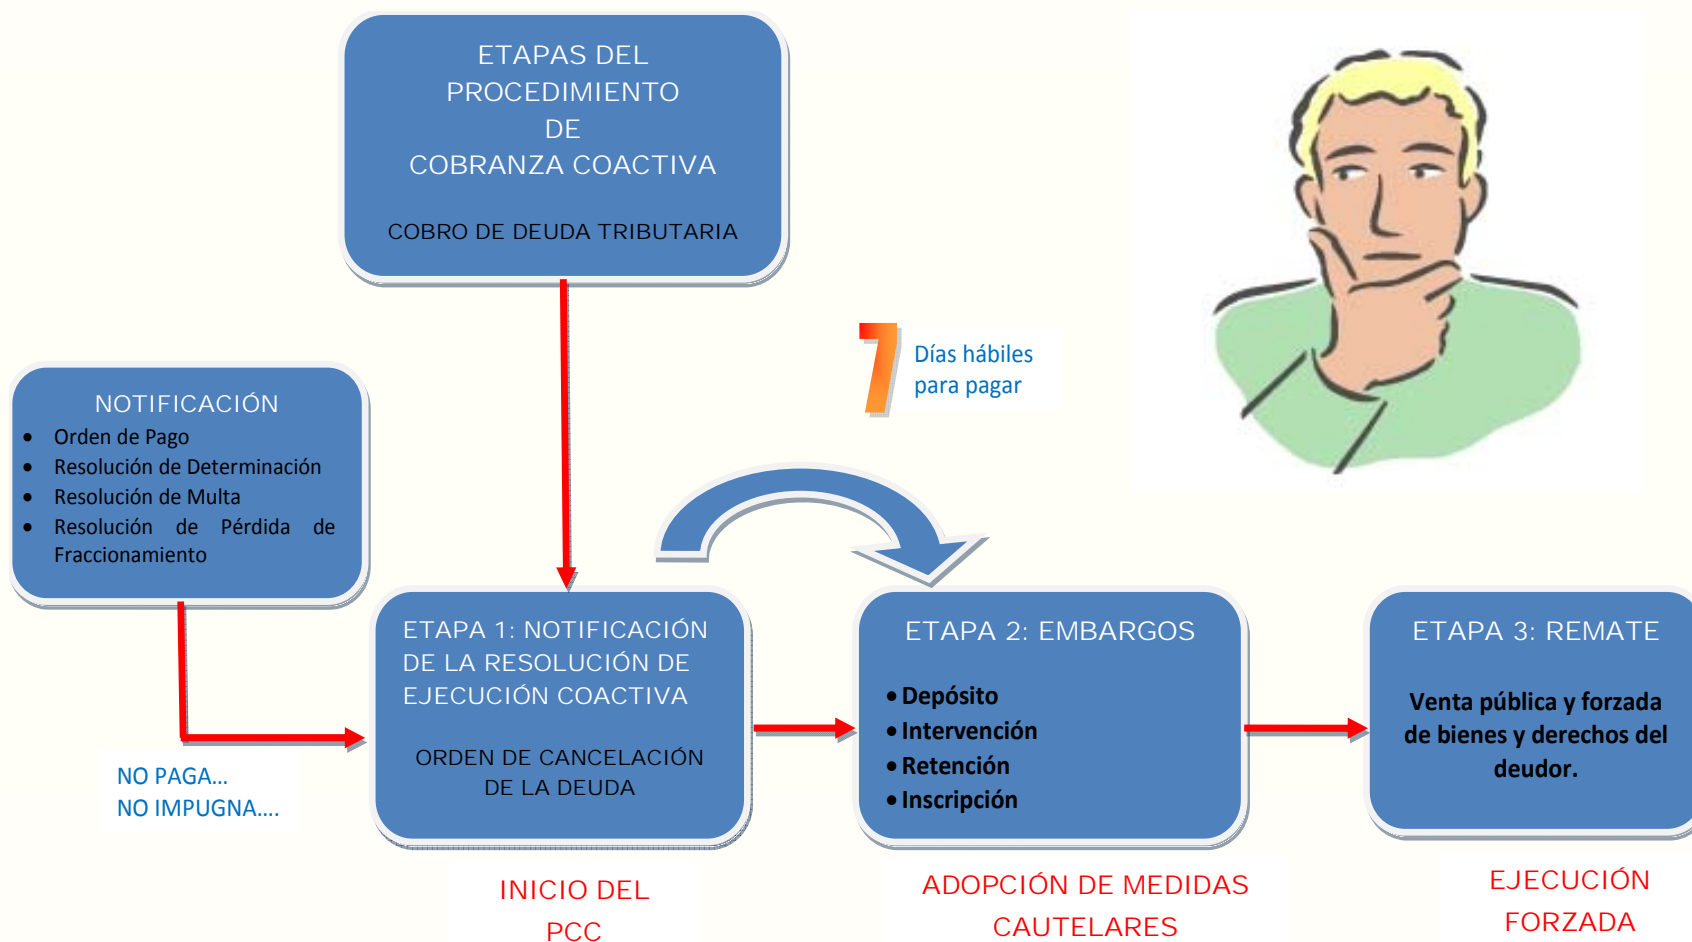 ETAPAS DEL
PROCEDIMIENTO
DE
COBRANZA COACTIVA
COBRO DE DEUDA TRIBUTARIA
7 Días hábiles
para pagar
NOTIFICACIÓN
• Orden de Pago
• Resolución de Determinación
• Resolución de Multa
• Resolución de Pérdida de
Fraccionamiento
NO PAGA…
NO IMPUGNA….
ETAPA 1: NOTIFICACIÓN
DE LA RESOLUCIÓN DE
EJECUCIÓN COACTIVA
ORDEN DE CANCELACIÓN
DE LA DEUDA
INICIO DEL
PCC
ETAPA 2: EMBARGOS
• Depósito
• Intervención
• Retención
• Inscripción
ADOPCIÓN DE MEDIDAS
CAUTELARES
ETAPA 3: REMATE
Venta pública y forzada
de bienes y derechos del
deudor.
EJECUCIÓN
FORZADA